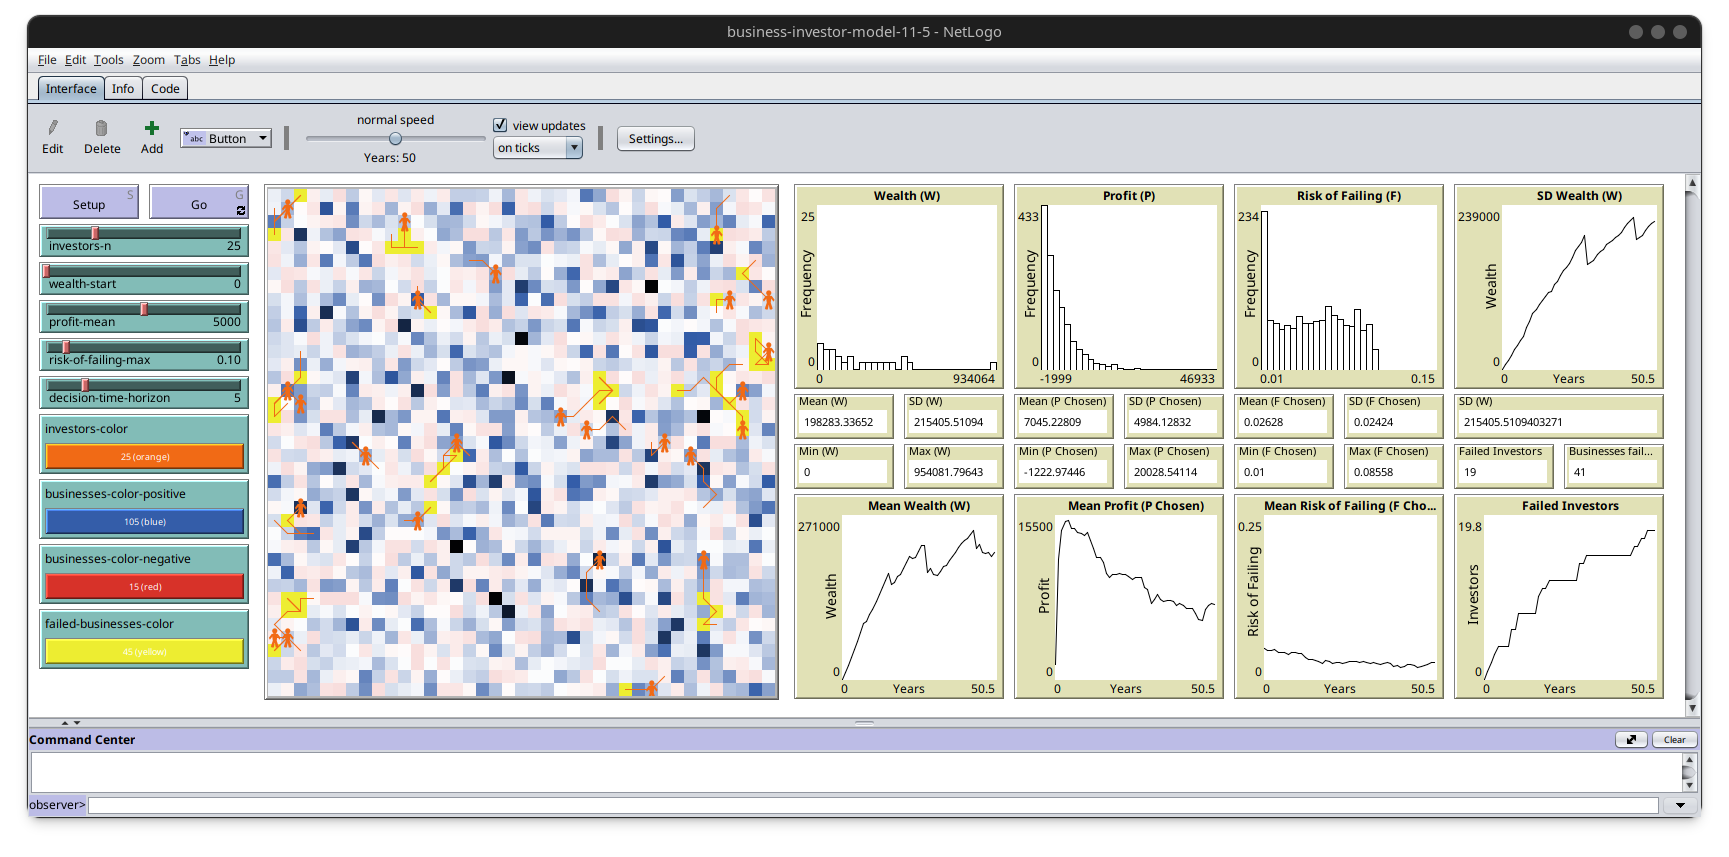 business-investor-model-11-5 - NetLogo
File Edit Tools Zoom Tabs Help
Interface Info Code
Edit Delete Add
abc Button
normal speed
Years: 50
view updates
on ticks
Settings...
Setup S
Go G
investors-n 25
wealth-start 0
profit-mean 5000
risk-of-failing-max 0.10
decision-time-horizon 5
investors-color
25 (orange)
businesses-color-positive
105 (blue)
businesses-color-negative
15 (red)
failed-businesses-color
45 (yellow)
Wealth (W)
25
Frequency
0
0 934064
Profit (P)
433
Frequency
0
-1999 46933
Risk of Failing (F)
234
Frequency
0
0.01 0.15
SD Wealth (W)
239000
Wealth
0
0 Years 50.5
Mean (W)
198283.33652
SD (W)
215405.51094
Mean (P Chosen)
7045.22809
SD (P Chosen)
4984.12832
Mean (F Chosen)
0.02628
SD (F Chosen)
0.02424
SD (W)
215405.5109403271
Min (W)
0
Max (W)
954081.79643
Min (P Chosen)
-1222.97446
Max (P Chosen)
20028.54114
Min (F Chosen)
0.01
Max (F Chosen)
0.08558
Failed Investors
19
Businesses fail...
41
Mean Wealth (W)
271000
Wealth
0
0 Years 50.5
Mean Profit (P Chosen)
15500
Profit
0
0 Years 50.5
Mean Risk of Failing (F Cho...
0.25
Risk of Failing
0
0 Years 50.5
Failed Investors
19.8
Investors
0
0 Years 50.5
Command Center
Clear
observer>